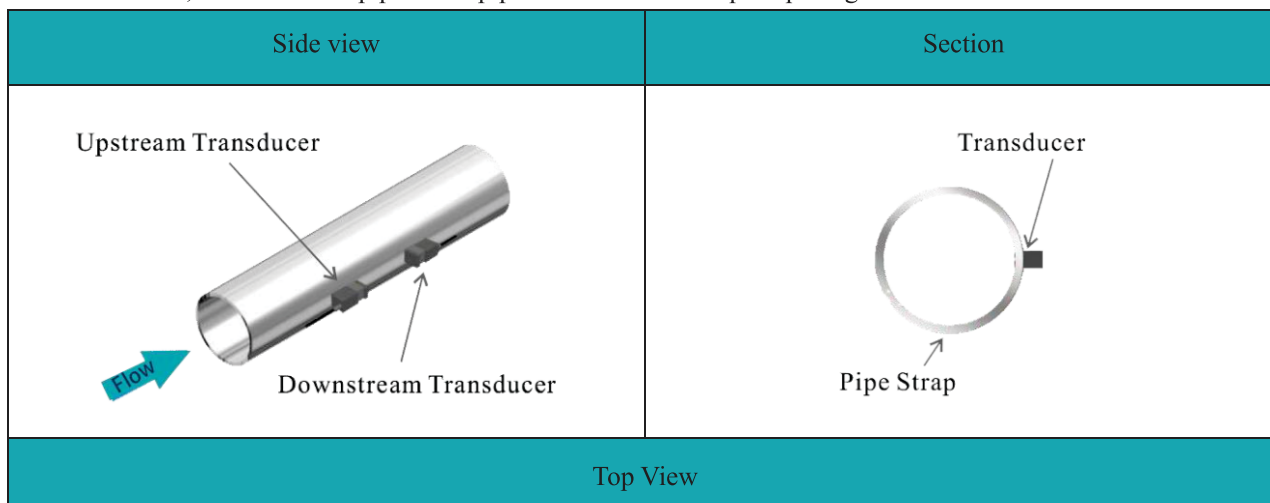 Side view
Section
Upstream Transducer
Transducer
Flow
Downstream Transducer
Pipe Strap
Top View